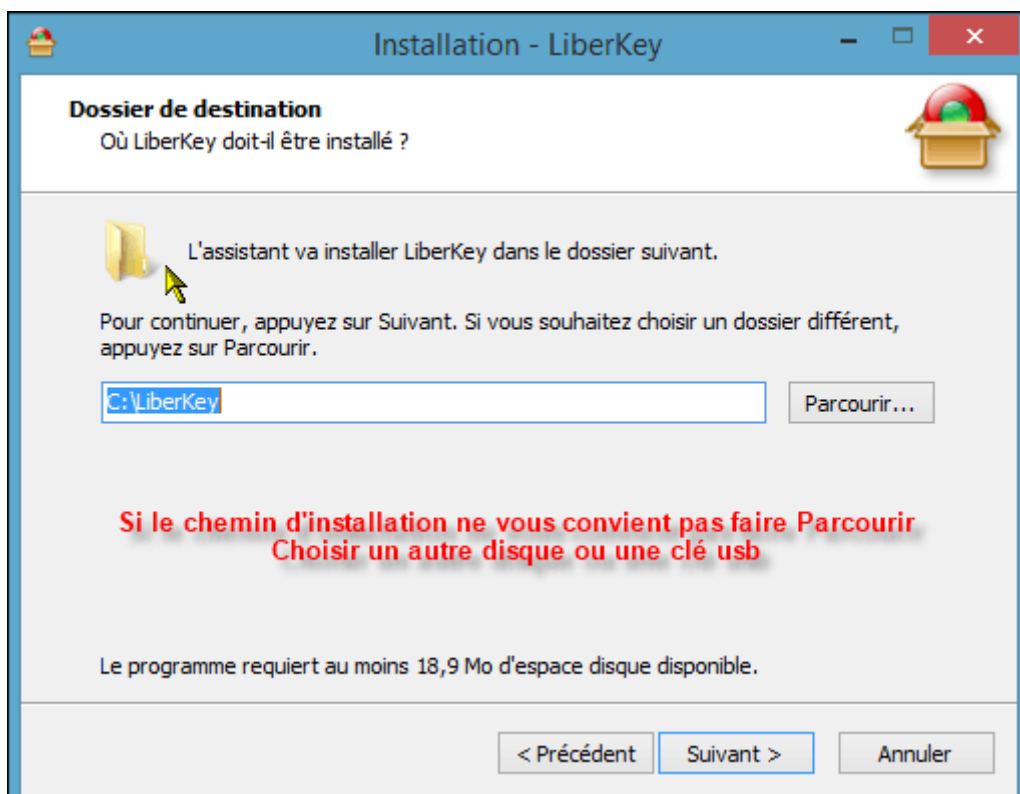 Installation - LiberKey
Dossier de destination
Où LiberKey doit-il être installé ?
L'assistant va installer LiberKey dans le dossier suivant.
Pour continuer, appuyez sur Suivant. Si vous souhaitez choisir un dossier différent,
appuyez sur Parcourir.
C:\LiberKey
Parcourir...
Si le chemin d'installation ne vous convient pas faire Parcourir
Choisir un autre disque ou une clé usb
Le programme requiert au moins 18,9 Mo d'espace disque disponible.
< Précédent
Suivant >
Annuler